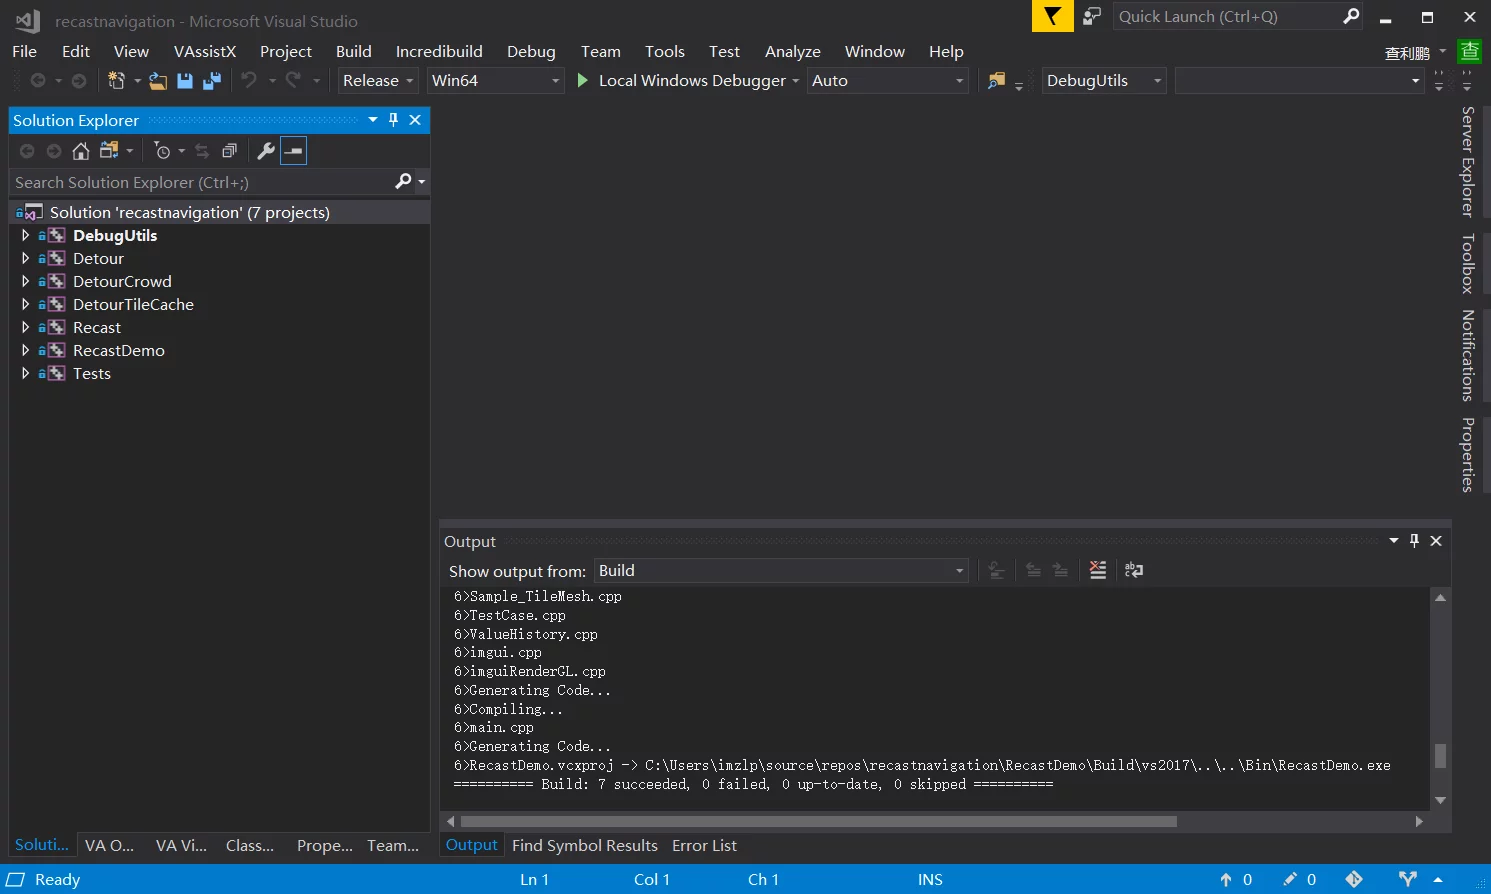 recastnavigation - Microsoft Visual Studio
Quick Launch (Ctrl+Q)
File Edit View VAssistX Project Build Incredibuild Debug Team Tools Test Analyze Window Help
查利鹏 查
Release Win64 Local Windows Debugger Auto DebugUtils
Solution Explorer
Search Solution Explorer (Ctrl+;)
Solution 'recastnavigation' (7 projects)
DebugUtils
Detour
DetourCrowd
DetourTileCache
Recast
RecastDemo
Tests
Soluti... VA O... VA Vi... Class... Prope... Team...
Output
Show output from: Build
6>Sample_TileMesh.cpp
6>TestCase.cpp
6>ValueHistory.cpp
6>imgui.cpp
6>imguiRenderGL.cpp
6>Generating Code...
6>Compiling...
6>main.cpp
6>Generating Code...
6>RecastDemo.vcxproj -> C:\Users\imzlp\source\repos\recastnavigation\RecastDemo\Build\vs2017\..\..\Bin\RecastDemo.exe
========== Build: 7 succeeded, 0 failed, 0 up-to-date, 0 skipped ==========
Output Find Symbol Results Error List
Server Explorer
Toolbox
Notifications
Properties
Ready Ln 1 Col 1 Ch 1 INS 0 0